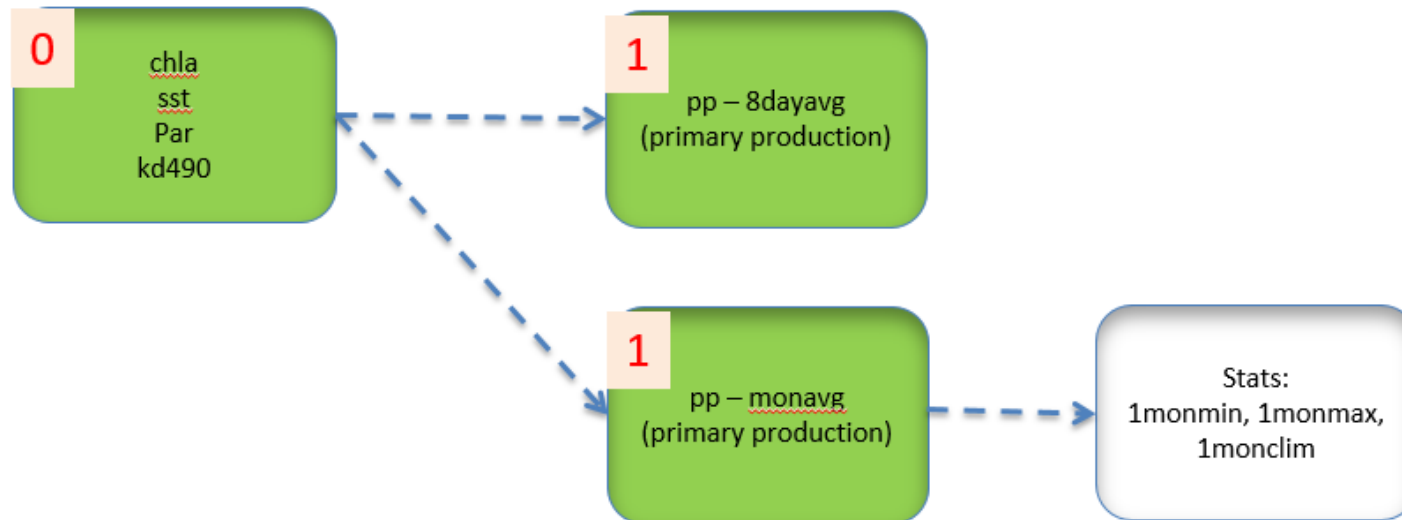 0
chla
sst
Par
kd490
1
pp – 8dayavg
(primary production)
1
pp – monavg
(primary production)
Stats:
1monmin, 1monmax,
1monclim